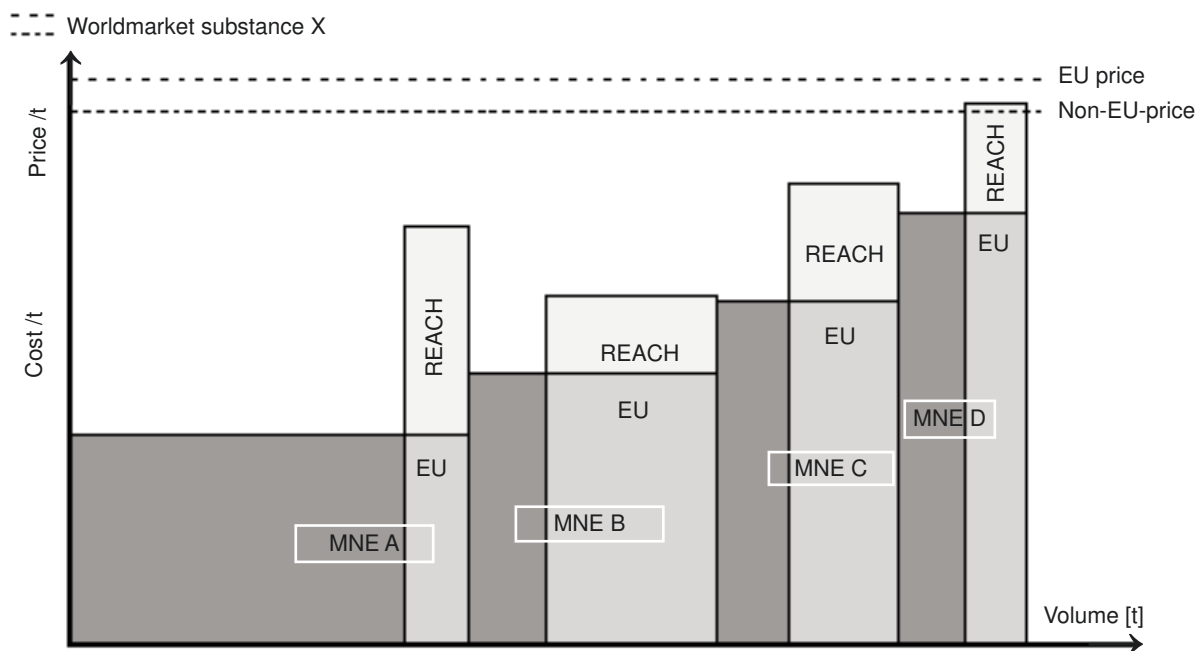 Worldmarket substance X
EU price
Non-EU-price
Price /t
Cost /t
REACH
REACH
REACH
REACH
EU
EU
EU
EU
MNE A
MNE B
MNE C
MNE D
Volume [t]